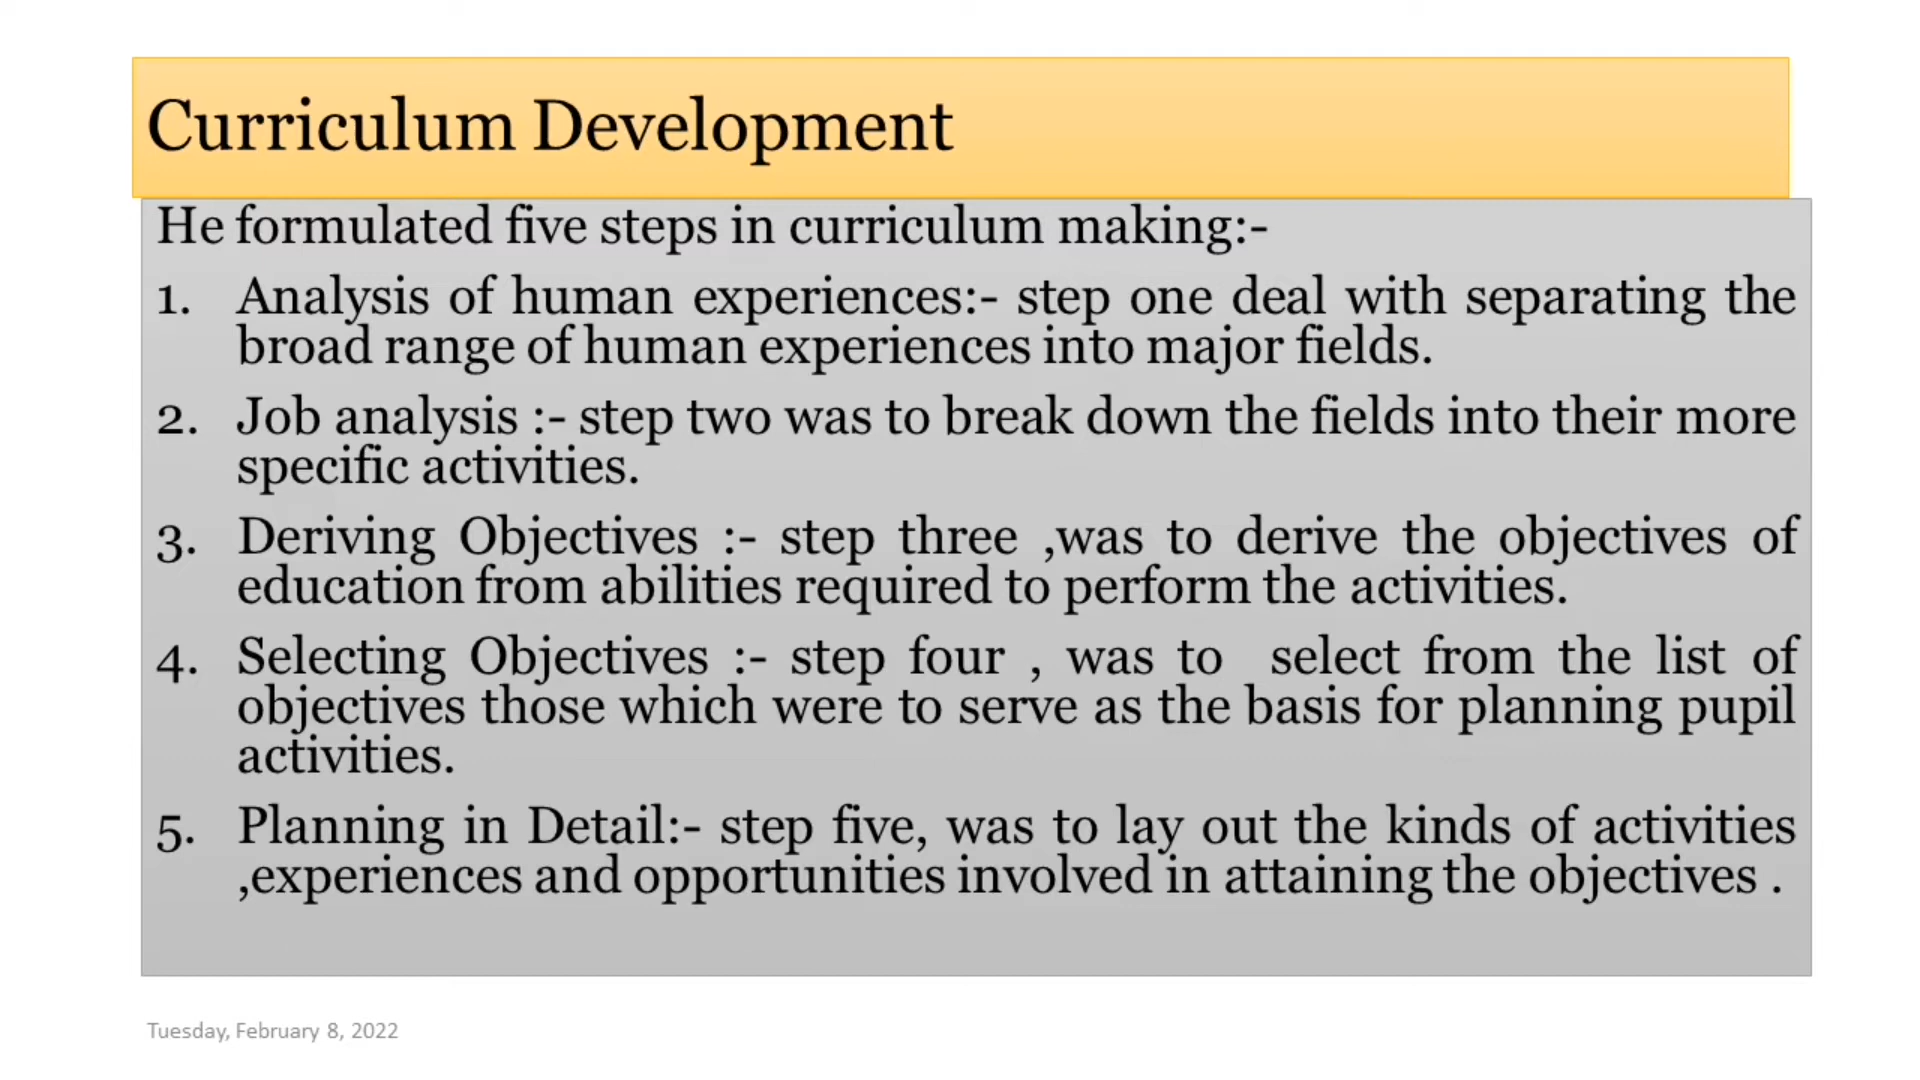 Curriculum Development
He formulated five steps in curriculum making:-
1. Analysis of human experiences:- step one deal with separating the
broad range of human experiences into major fields.
2. Job analysis :- step two was to break down the fields into their more
specific activities.
3. Deriving Objectives :- step three ,was to derive the objectives of
education from abilities required to perform the activities.
4. Selecting Objectives :- step four , was to select from the list of
objectives those which were to serve as the basis for planning pupil
activities.
5. Planning in Detail:- step five, was to lay out the kinds of activities
,experiences and opportunities involved in attaining the objectives .
Tuesday, February 8, 2022